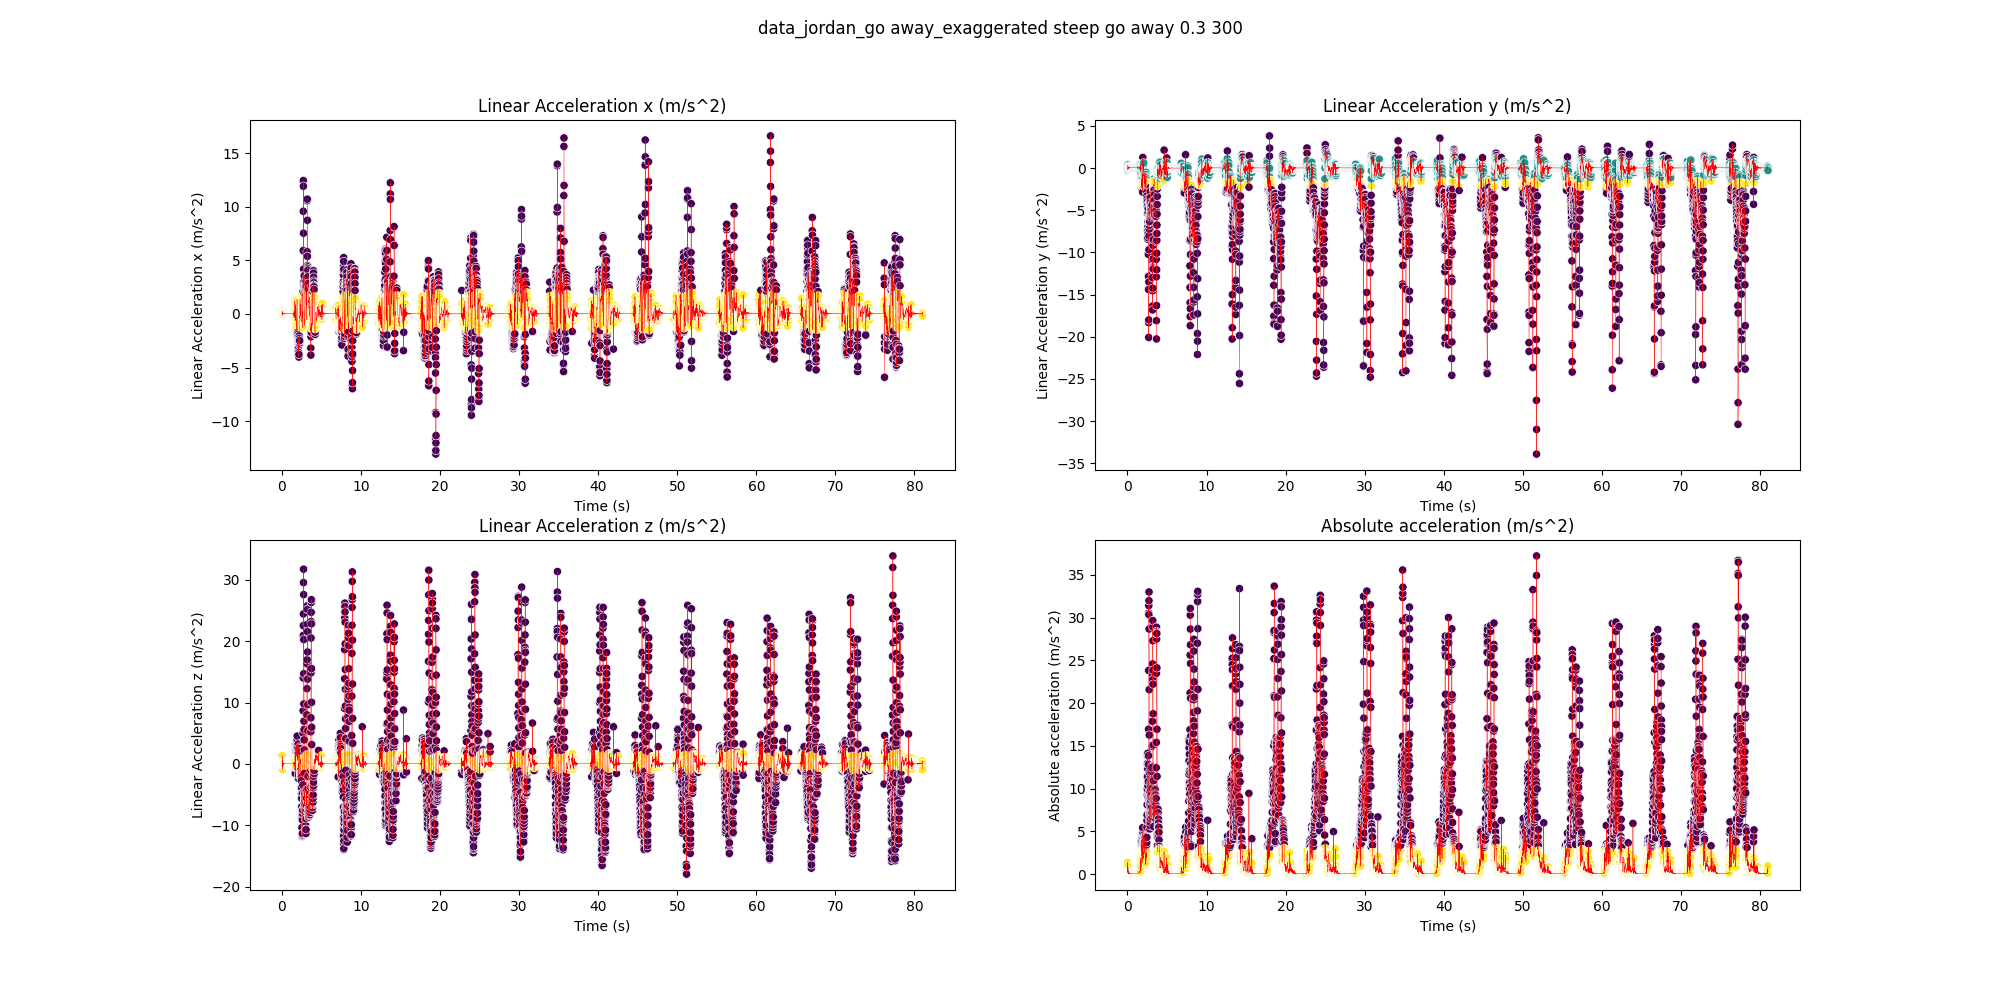 data_jordan_go away_exaggerated steep go away 0.3 300
Linear Acceleration x (m/s^2)
Linear Acceleration x (m/s^2)
15
10
5
0
−5
−10
0 10 20 30 40 50 60 70 80
Time (s)
Linear Acceleration y (m/s^2)
Linear Acceleration y (m/s^2)
5
0
−5
−10
−15
−20
−25
−30
−35
0 10 20 30 40 50 60 70 80
Time (s)
Linear Acceleration z (m/s^2)
Linear Acceleration z (m/s^2)
30
20
10
0
−10
−20
0 10 20 30 40 50 60 70 80
Time (s)
Absolute acceleration (m/s^2)
Absolute acceleration (m/s^2)
35
30
25
20
15
10
5
0
0 10 20 30 40 50 60 70 80
Time (s)